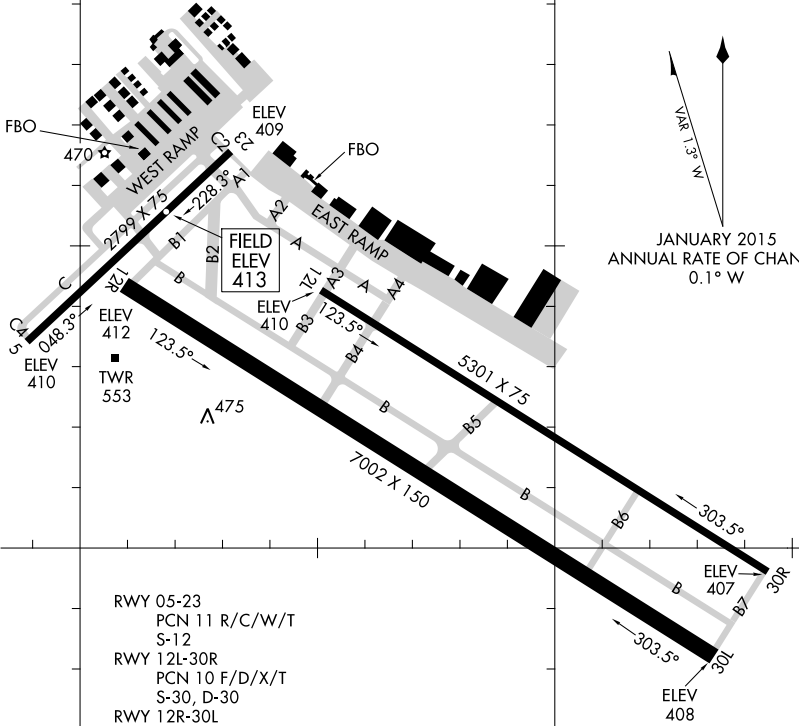 FBO
470
WEST RAMP
C2
23
ELEV
409
FBO
A1
A2
EAST RAMP
2799 X 75
228.3°
B1
B2
A
FIELD
ELEV
413
C
B
12R
12L
A3
A
A4
ELEV
410
VAR 1.3° W
JANUARY 2015
ANNUAL RATE OF CHAN
0.1° W
C4
5
048.3°
ELEV
410
ELEV
412
TWR
553
123.5°
475
B3
123.5°
B4
5301 X 75
B
B5
7002 X 150
B
B6
303.5°
ELEV
407
30R
B
B7
303.5°
30L
ELEV
408
RWY 05-23
PCN 11 R/C/W/T
S-12
RWY 12L-30R
PCN 10 F/D/X/T
S-30, D-30
RWY 12R-30L